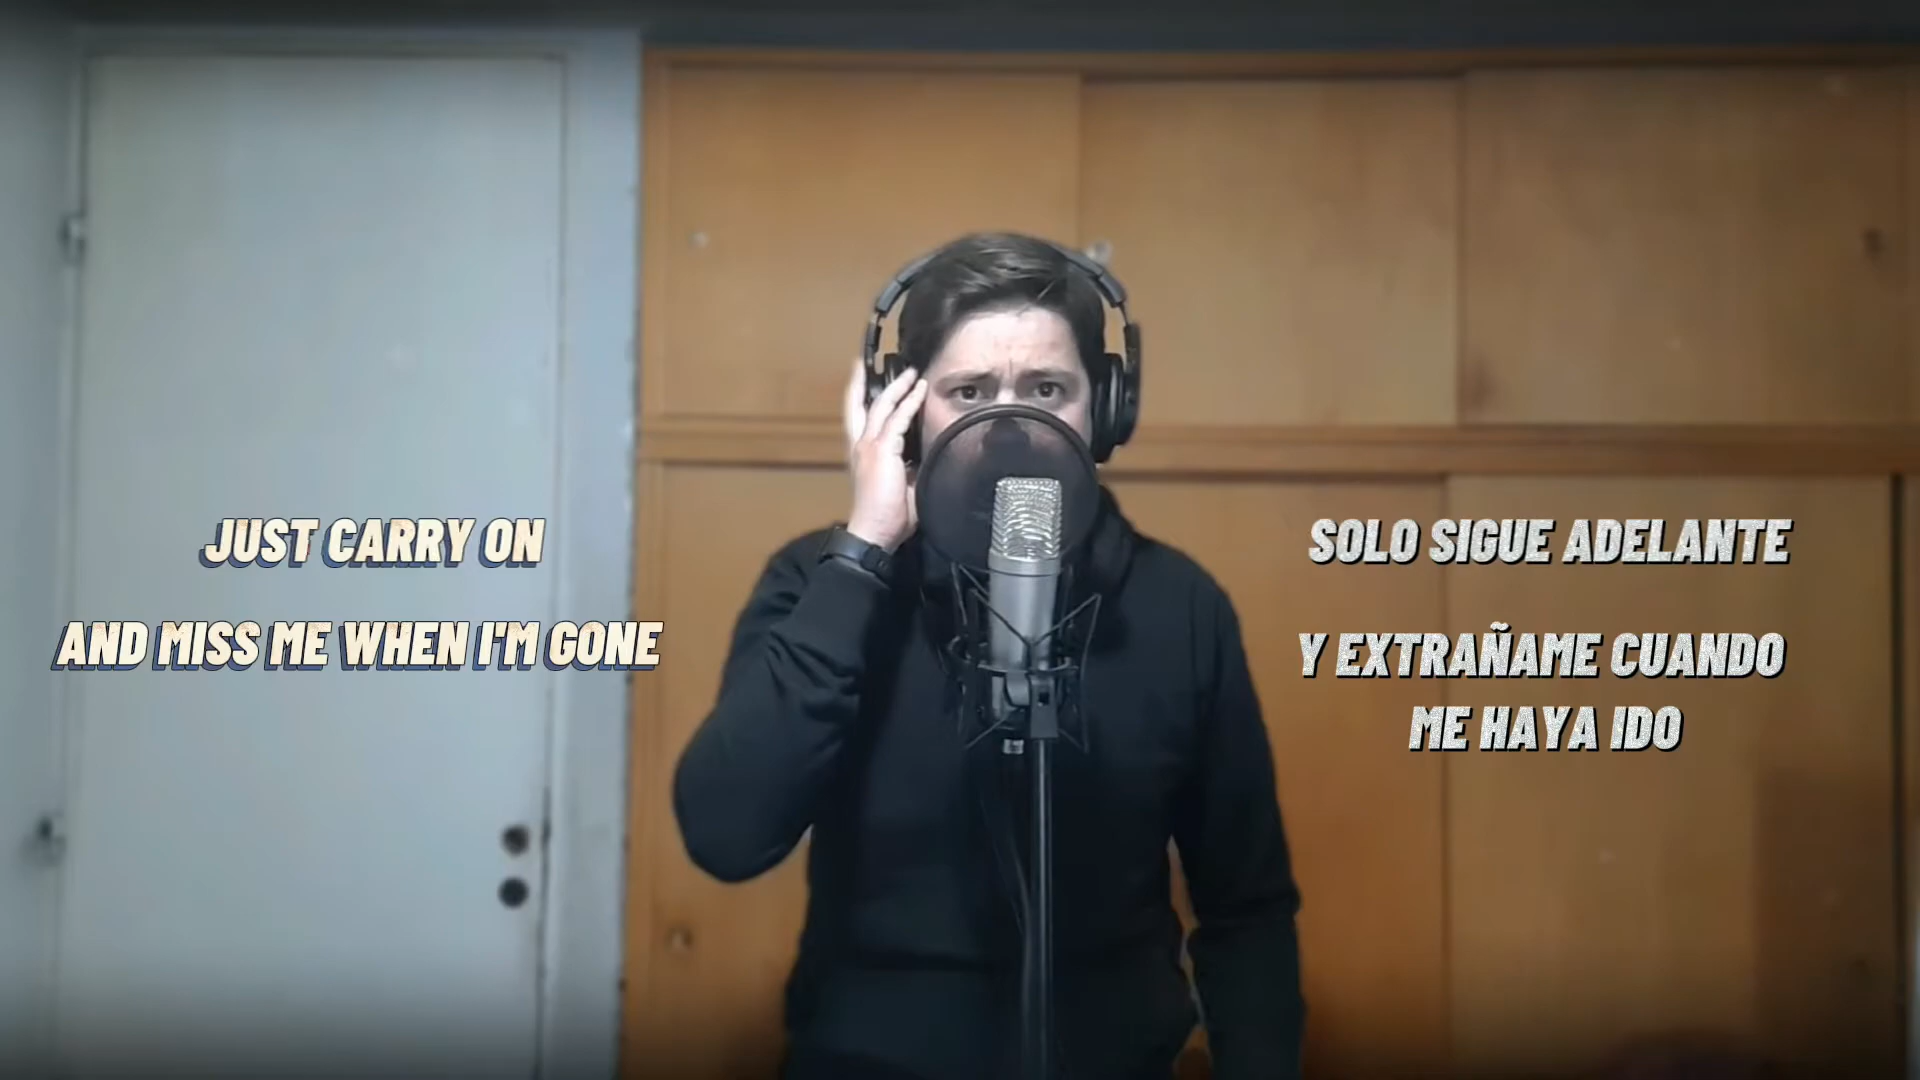 JUST CARRY ON
AND MISS ME WHEN I'M GONE
SOLO SIGUE ADELANTE
Y EXTRAÑAME CUANDO
ME HAYA IDO